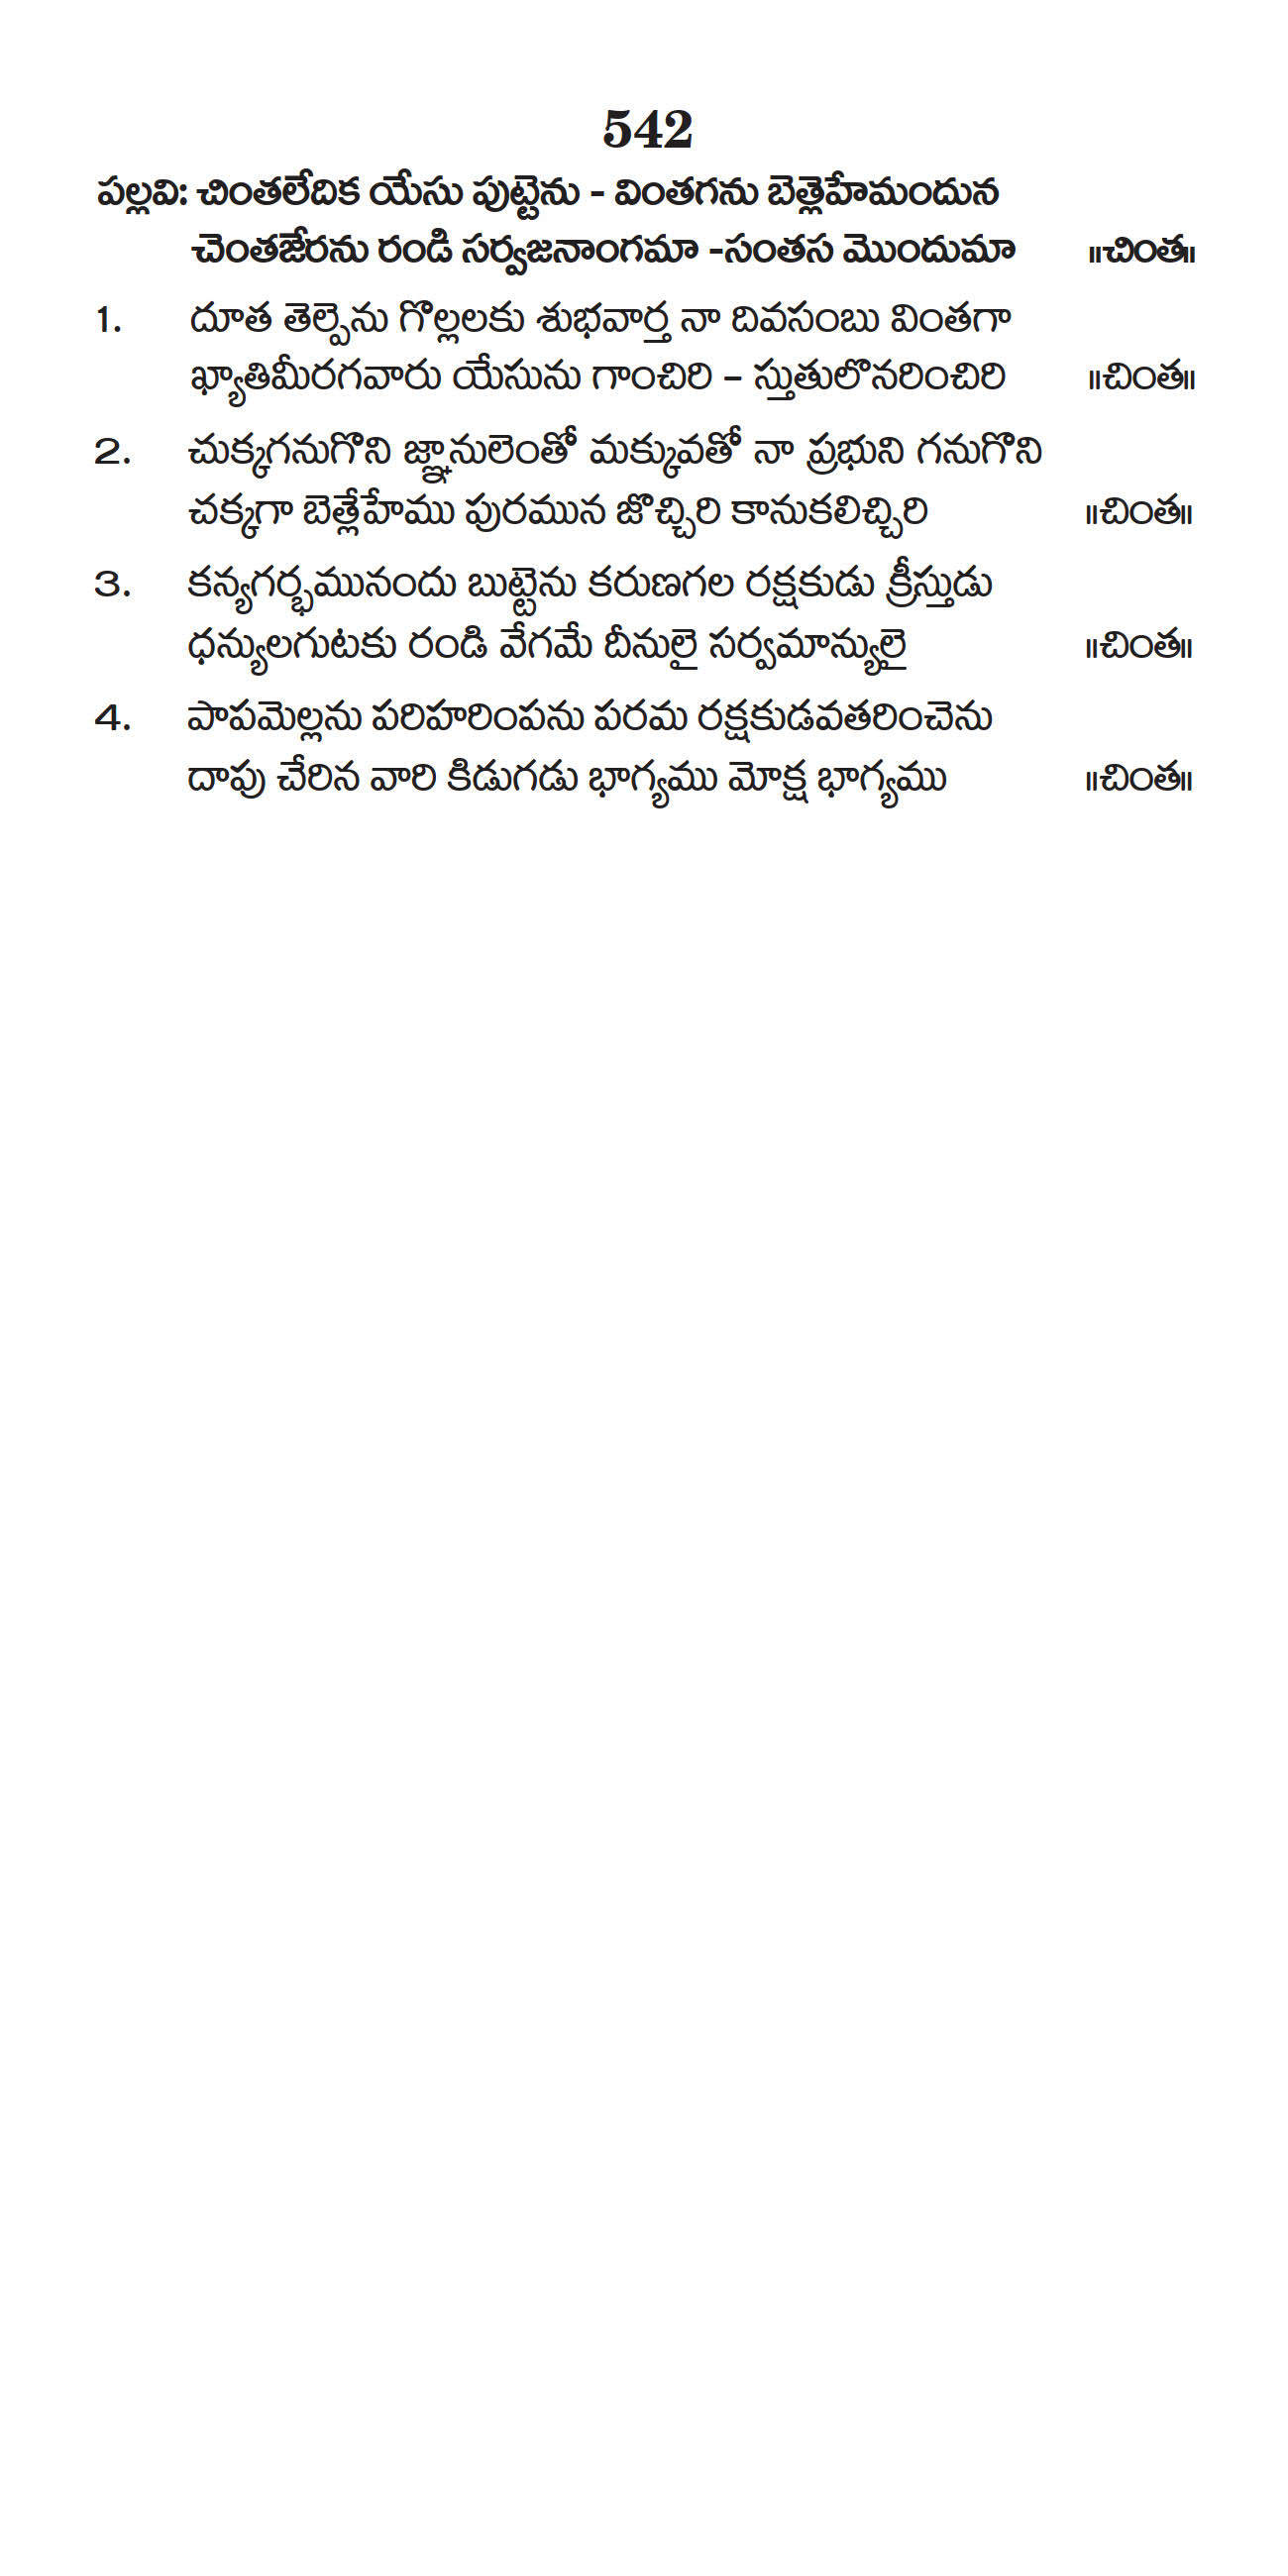 542
పల్లవి: చింతలేదిక యేసు పుట్టెను - వింతగను బెత్లెహేమందున
చెంతజేరను రండి సర్వజనాంగమా -సంతస మొందుమా ॥చింత॥
1. దూత తెల్పెను గొల్లలకు శుభవార్త నా దివసంబు వింతగా
ఖ్యాతిమీరగవారు యేసును గాంచిరి – స్తుతులొనరించిరి ॥చింత॥
2. చుక్కగనుగొని జ్ఞానులెంతో మక్కువతో నా ప్రభుని గనుగొని
చక్కగా బెత్లేహేము పురమున జొచ్చిరి కానుకలిచ్చిరి ॥చింత॥
3. కన్యగర్భమునందు బుట్టెను కరుణగల రక్షకుడు క్రీస్తుడు
ధన్యులగుటకు రండి వేగమే దీనులై సర్వమాన్యులై ॥చింత॥
4. పాపమెల్లను పరిహరింపను పరమ రక్షకుడవతరించెను
దాపు చేరిన వారి కిడుగడు భాగ్యము మోక్ష భాగ్యము ॥చింత॥